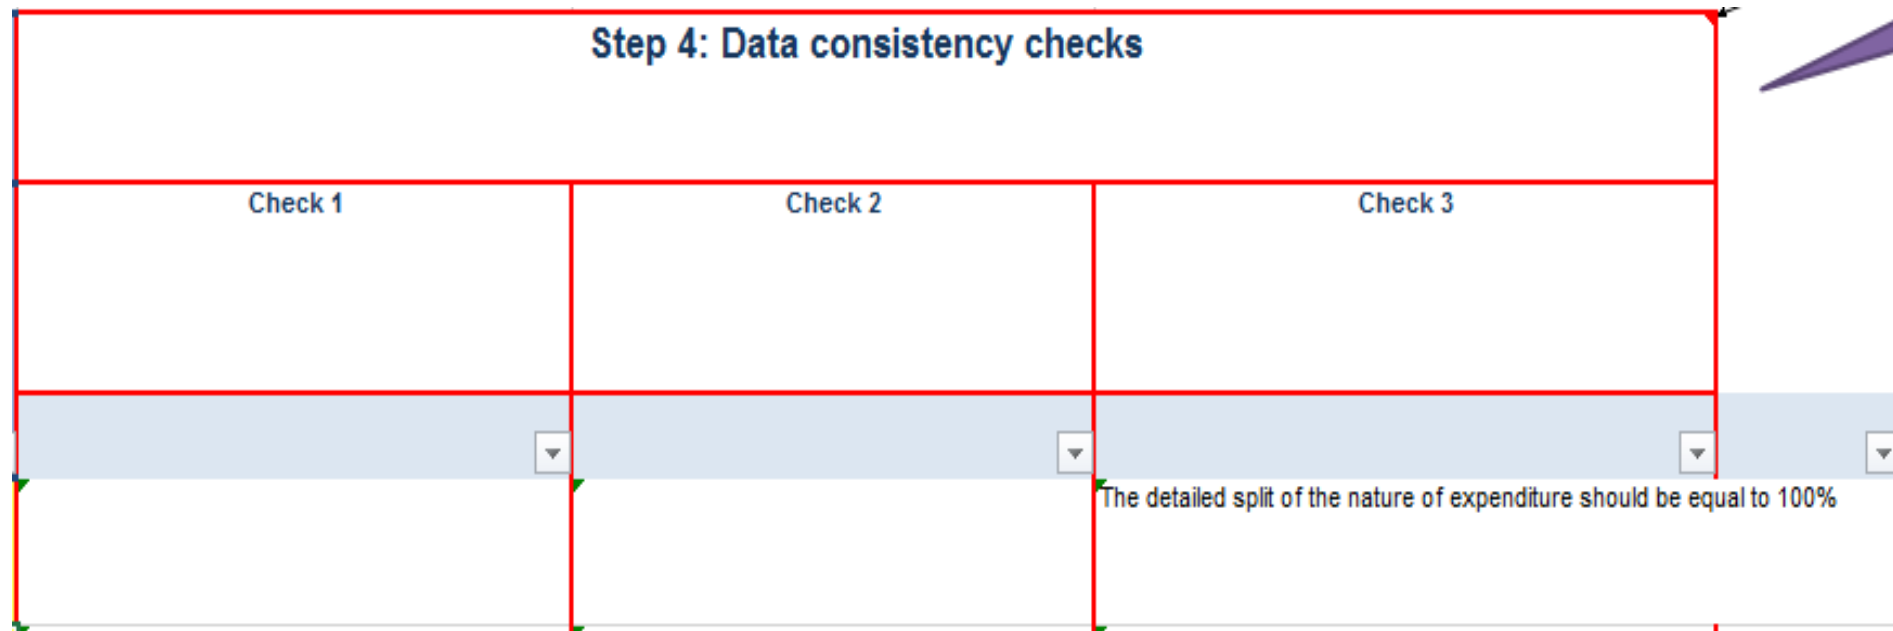 Step 4: Data consistency checks
Check 1
Check 2
Check 3
The detailed split of the nature of expenditure should be equal to 100%